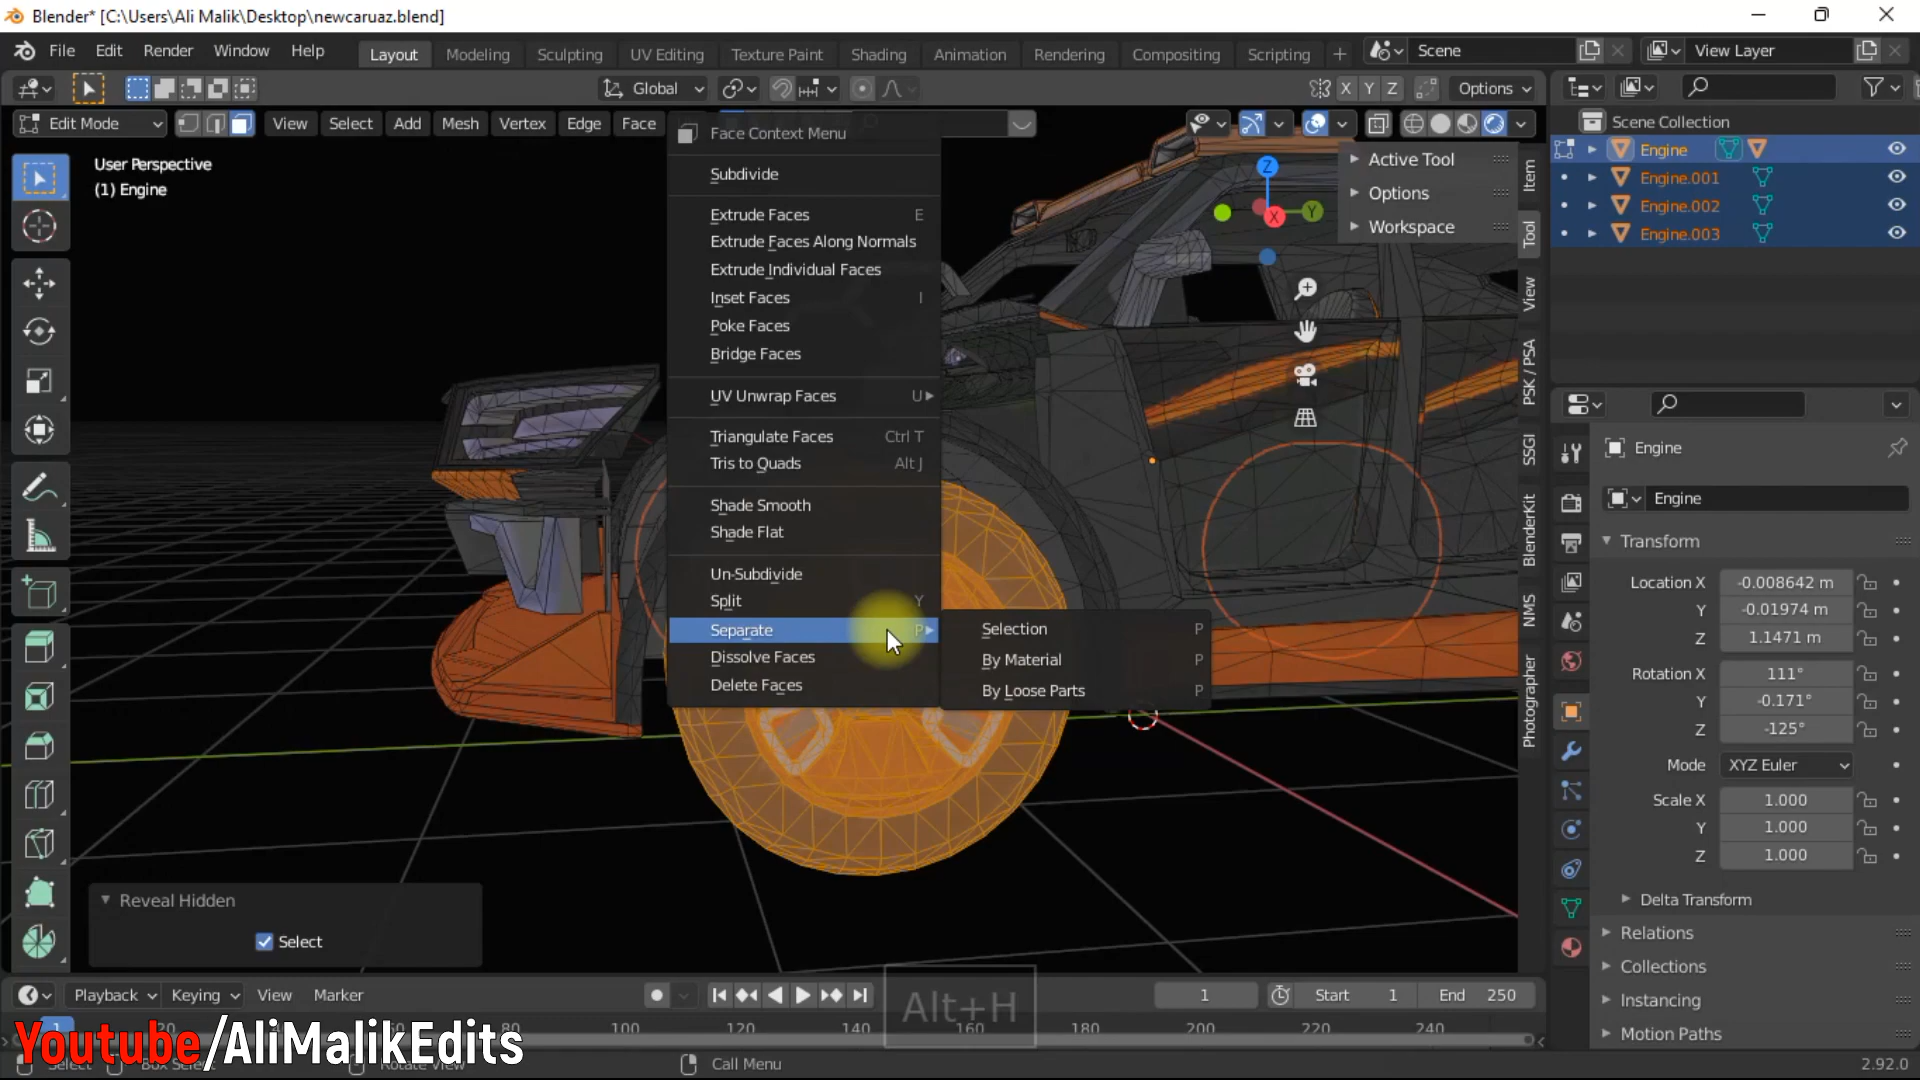 Blender* [C:\Users\Ali Malik\Desktop\newcaruaz.blend]
File Edit Render Window Help Layout Modeling Sculpting UV Editing Texture Paint Shading Animation Rendering Compositing Scripting + Scene View Layer
Global X Y Z Options
Edit Mode View Select Add Mesh Vertex Edge Face
User Perspective
(1) Engine
Face Context Menu
Subdivide
Extrude Faces E
Extrude Faces Along Normals
Extrude Individual Faces
Inset Faces I
Poke Faces
Bridge Faces
UV Unwrap Faces U
Triangulate Faces Ctrl T
Tris to Quads Alt J
Shade Smooth
Shade Flat
Un-Subdivide
Split Y
Separate P
Dissolve Faces
Delete Faces
Selection P
By Material P
By Loose Parts P
Z
X
Y
Active Tool
Options
Workspace
Item
Tool
View
PSK / PSA
SSGI
BlenderKit
NMS
Photographer
Scene Collection
Engine
Engine.001
Engine.002
Engine.003
Engine
Engine
Transform
Location X -0.008642 m
Y -0.01974 m
Z 1.1471 m
Rotation X 111°
Y -0.171°
Z -125°
Mode XYZ Euler
Scale X 1.000
Y 1.000
Z 1.000
Delta Transform
Relations
Collections
Instancing
Motion Paths
Reveal Hidden
Select
Playback Keying View Marker 1 Start 1 End 250
Alt+H
1 20 80 100 120 140 160 180 200 220 240
Youtube/AliMalikEdits
Select Box Select Rotate View Call Menu 2.92.0